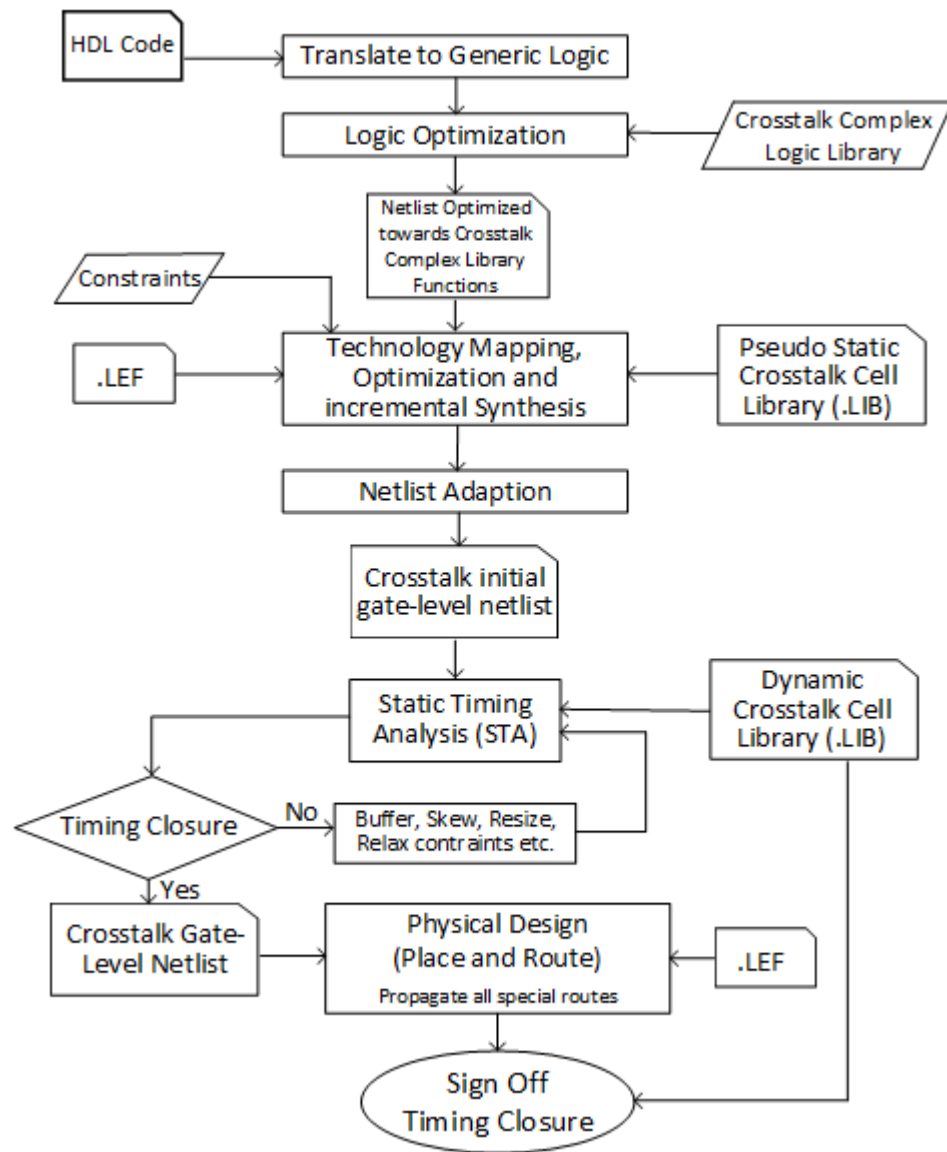 HDL Code
Translate to Generic Logic
Logic Optimization
Crosstalk Complex
Logic Library
Netlist Optimized
towards Crosstalk
Complex Library
Functions
Constraints
.LEF
Technology Mapping,
Optimization and
incremental Synthesis
Pseudo Static
Crosstalk Cell
Library (.LIB)
Netlist Adaption
Crosstalk initial
gate-level netlist
Static Timing
Analysis (STA)
Dynamic
Crosstalk Cell
Library (.LIB)
Timing Closure
No
Buffer, Skew, Resize,
Relax contraints etc.
Yes
Crosstalk Gate-
Level Netlist
Physical Design
(Place and Route)
Propagate all special routes
.LEF
Sign Off
Timing Closure